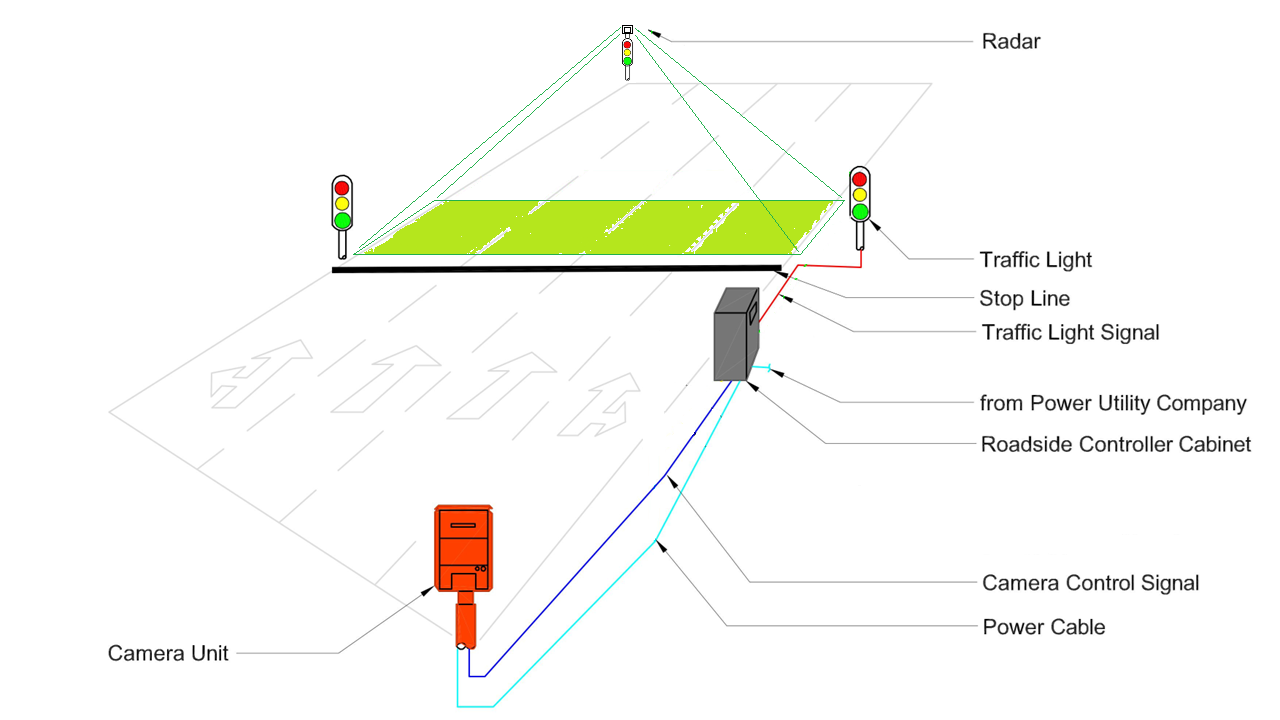 Radar
Traffic Light
Stop Line
Traffic Light Signal
from Power Utility Company
Roadside Controller Cabinet
Camera Control Signal
Power Cable
Camera Unit